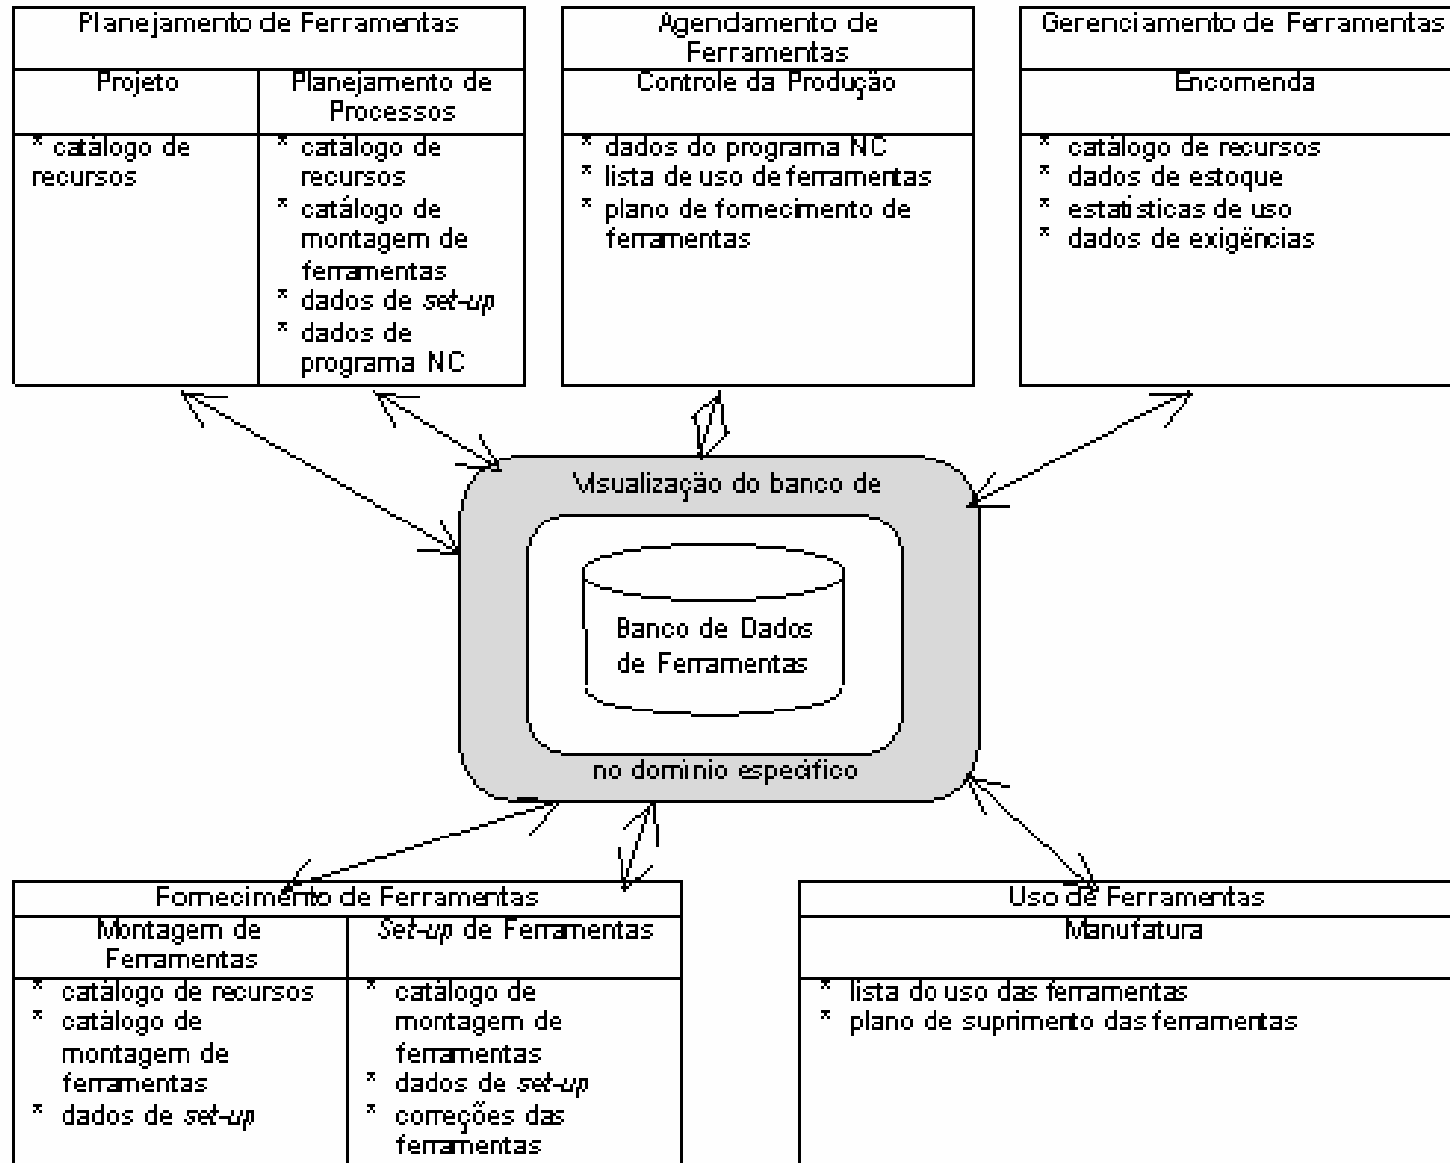 Planejamento de Ferramentas
Projeto
* catálogo de
recursos
Planejamento de
Processos
* catálogo de
recursos
* catálogo de
montagem de
ferramentas
* dados de set-up
* dados de
programa NC
Agendamento de
Ferramentas
Controle da Produção
* dados do programa NC
* lista de uso de ferramentas
* plano de fornecimento de
ferramentas
Gerenciamento de Ferramentas
Encomenda
* catálogo de recursos
* dados de estoque
* estatísticas de uso
* dados de exigências
Visualização do banco de
Banco de Dados
de Ferramentas
no domínio específico
Fornecimento de Ferramentas
Montagem de
Ferramentas
* catálogo de recursos
* catálogo de
montagem de
ferramentas
* dados de set-up
Set-up de Ferramentas
* catálogo de
montagem de
ferramentas
* dados de set-up
* correções das
ferramentas
Uso de Ferramentas
Manufatura
* lista do uso das ferramentas
* plano de suprimento das ferramentas